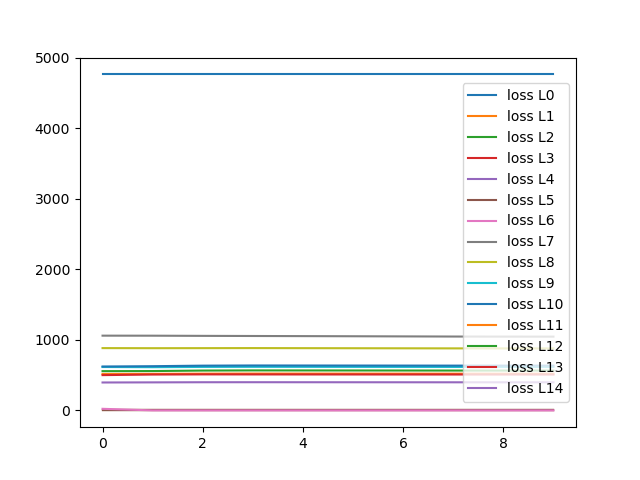 5000
4000
3000
2000
1000
0
0
2
4
6
8
loss L0
loss L1
loss L2
loss L3
loss L4
loss L5
loss L6
loss L7
loss L8
loss L9
loss L10
loss L11
loss L12
loss L13
loss L14